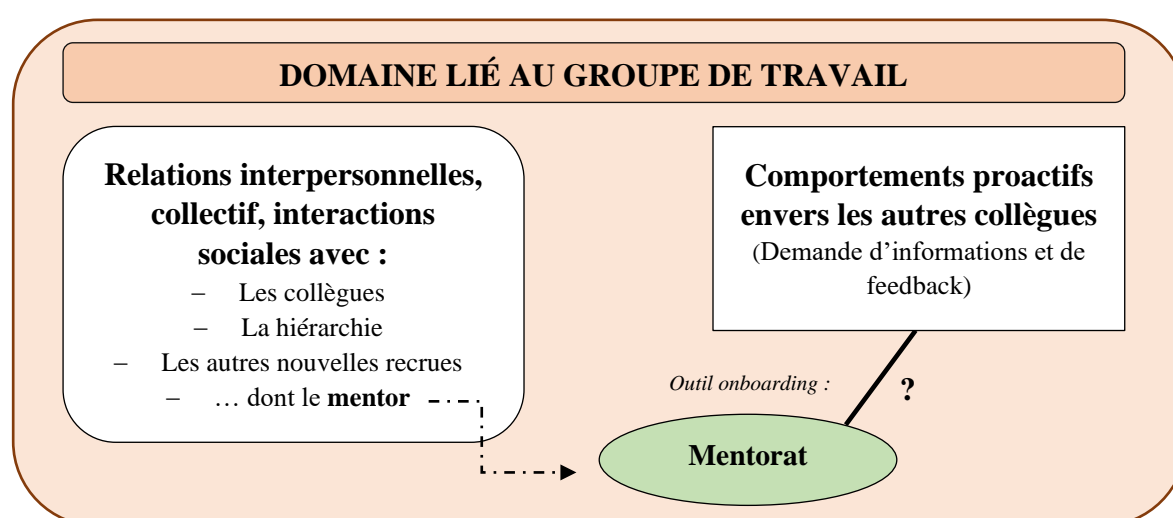 DOMAINE LIÉ AU GROUPE DE TRAVAIL
Relations interpersonnelles,
collectif, interactions
sociales avec :
– Les collègues
– La hiérarchie
– Les autres nouvelles recrues
– … dont le mentor
Comportements proactifs
envers les autres collègues
(Demande d’informations et de
feedback)
Outil onboarding :
?
Mentorat